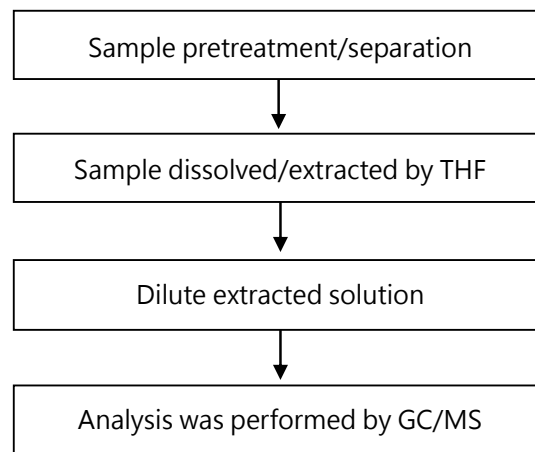 Sample pretreatment/separation
Sample dissolved/extracted by THF
Dilute extracted solution
Analysis was performed by GC/MS